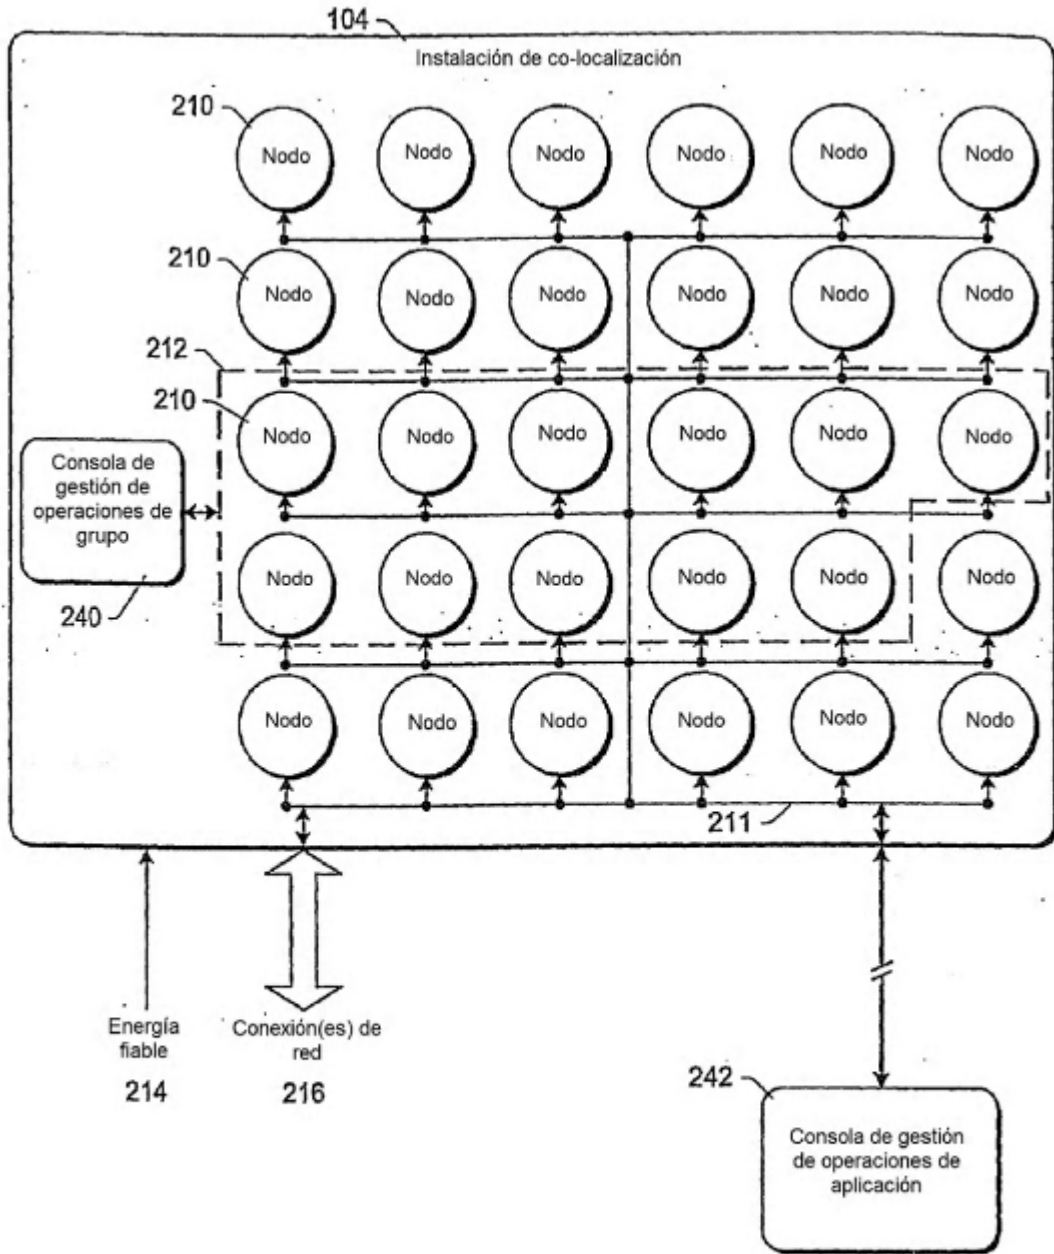 104
Instalación de co-localización
210
Nodo Nodo Nodo Nodo Nodo Nodo
210
Nodo Nodo Nodo Nodo Nodo Nodo
212
210
Nodo Nodo Nodo Nodo Nodo Nodo
Consola de
gestión de
operaciones de
grupo
240
Nodo Nodo Nodo Nodo Nodo Nodo
Nodo Nodo Nodo Nodo Nodo Nodo
211
Energía
fiable
214
Conexión(es) de
red
216
242
Consola de gestión
de operaciones de
aplicación